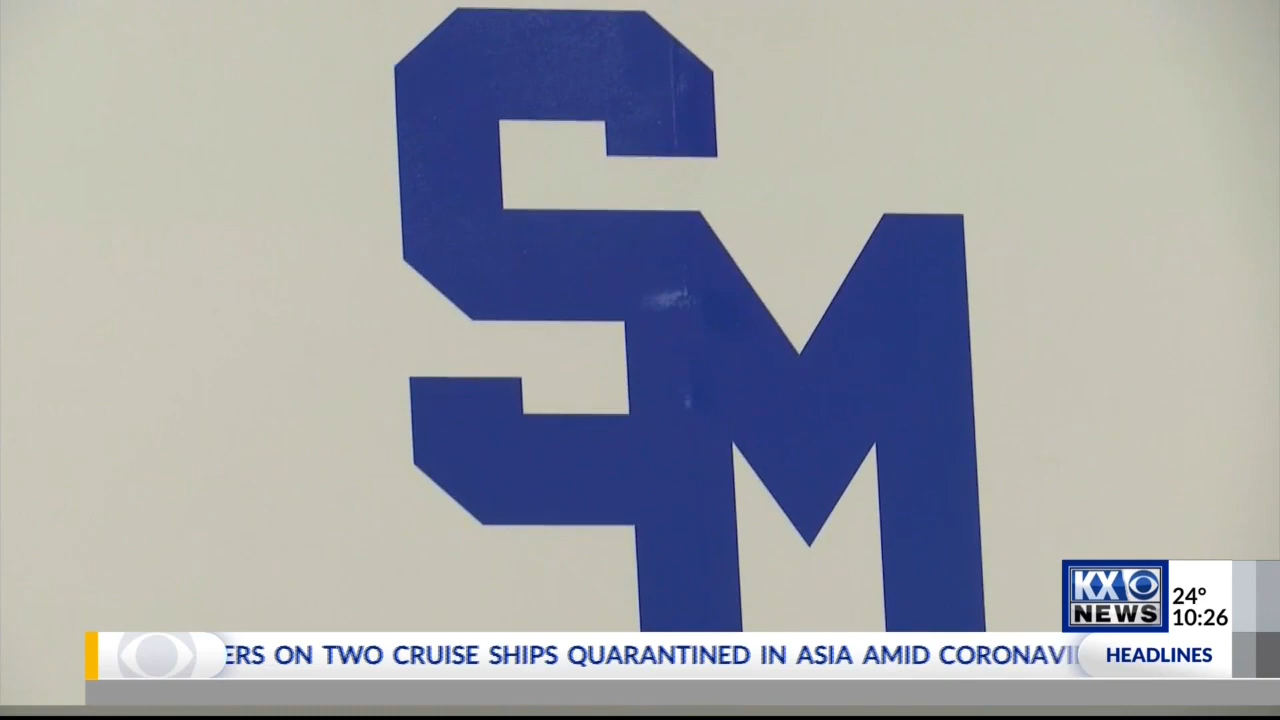 SM
KX
NEWS
24°
10:26
ERS ON TWO CRUISE SHIPS QUARANTINED IN ASIA AMID CORONAVI
HEADLINES